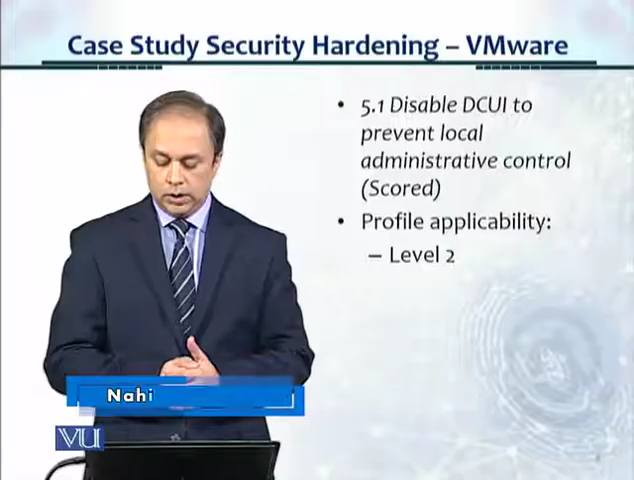 Case Study Security Hardening – VMware
• 5.1 Disable DCUI to
prevent local
administrative control
(Scored)
• Profile applicability:
– Level 2
Nahi
VU